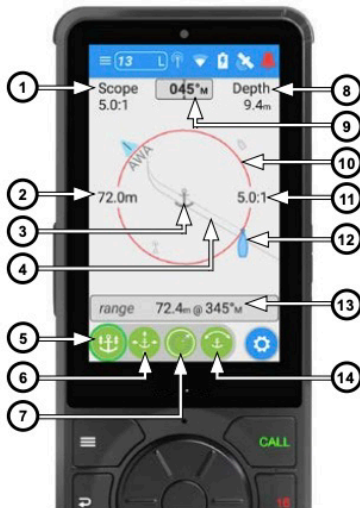 13 L
1 Scope 045°M Depth 8
5.0:1 9.4m
9
AWA 10
2 72.0m 5.0:1 11
3
12
4
range 72.4m @ 345°M 13
5
6
7 14
CALL
16